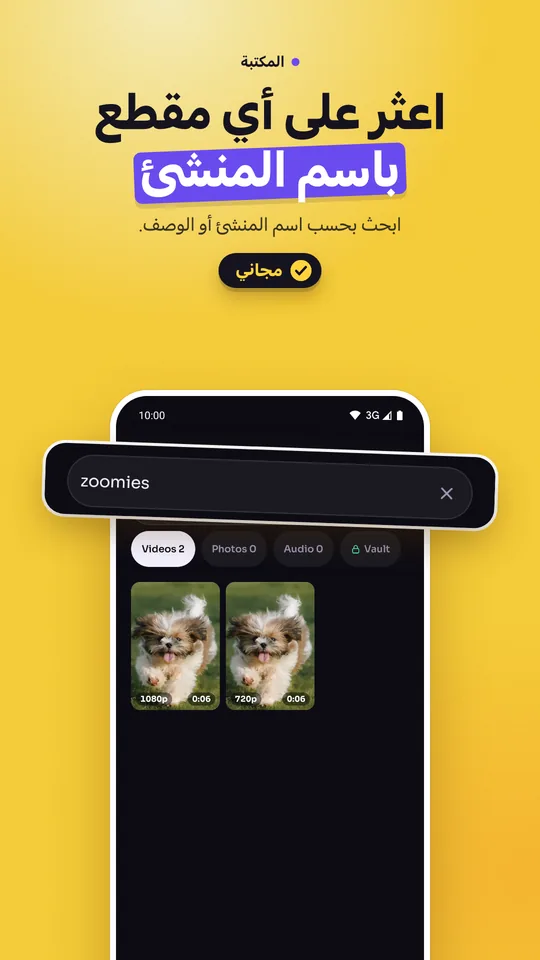 المكتبة
اعثر على أي مقطع
باسم المنشئ
ابحث بحسب اسم المنشئ أو الوصف.
مجاني
10:00 3G
zoomies
Videos 2 Photos 0 Audio 0 Vault
1080p 0:06 720p 0:06